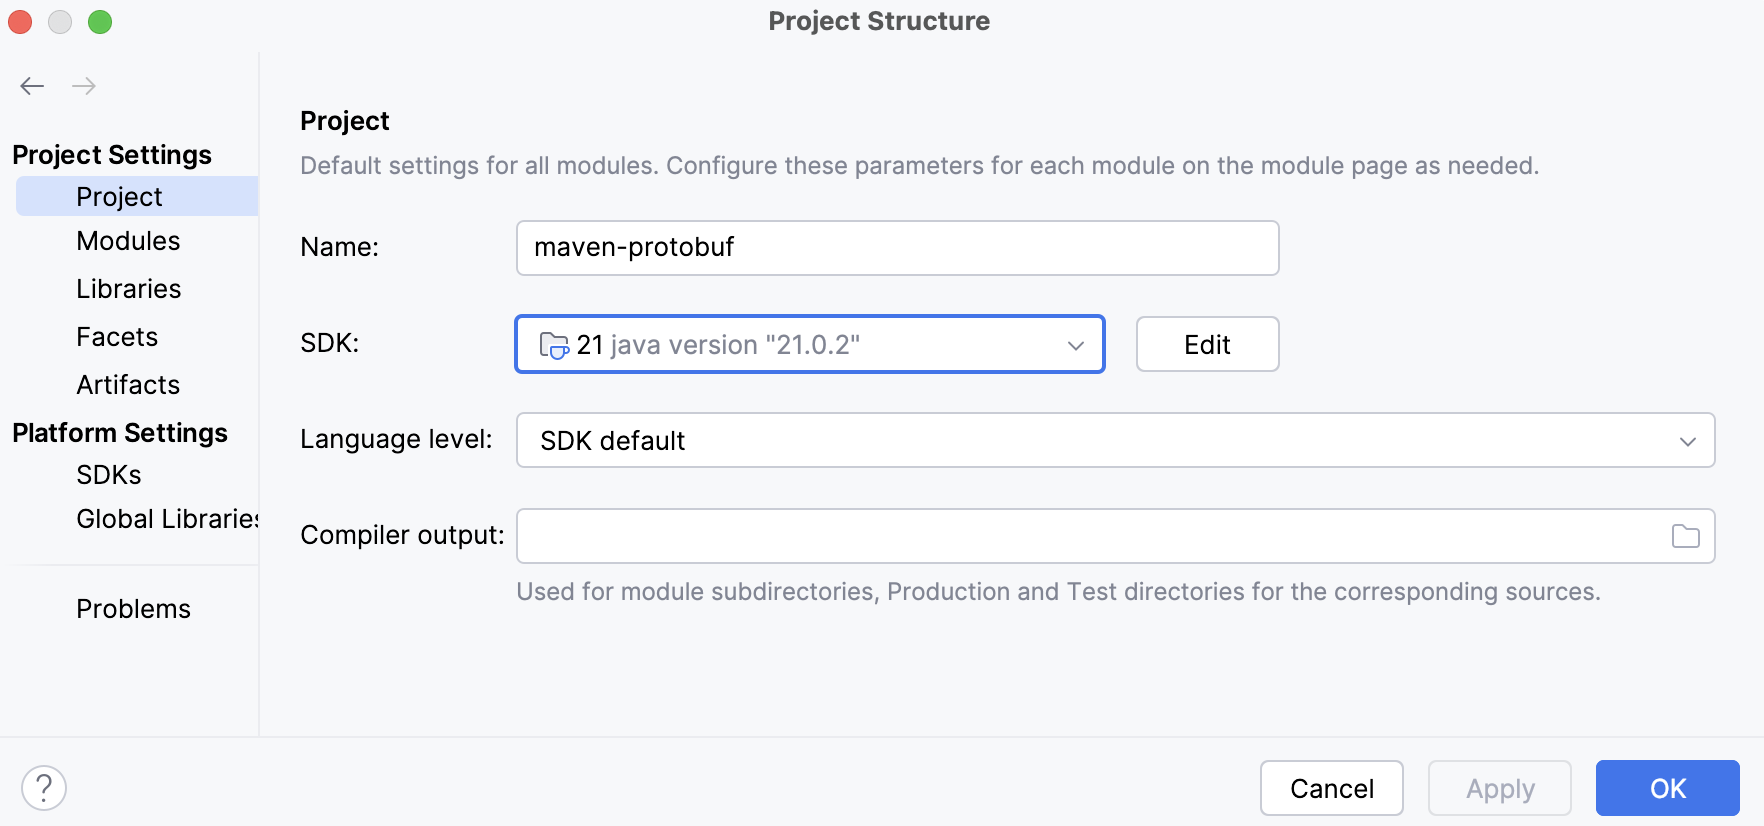 Project Structure
Project Settings
Project
Modules
Libraries
Facets
Artifacts
Platform Settings
SDKs
Global Libraries
Problems
Project
Default settings for all modules. Configure these parameters for each module on the module page as needed.
Name: maven-protobuf
SDK: 21 java version "21.0.2" Edit
Language level: SDK default
Compiler output:
Used for module subdirectories, Production and Test directories for the corresponding sources.
? Cancel Apply OK